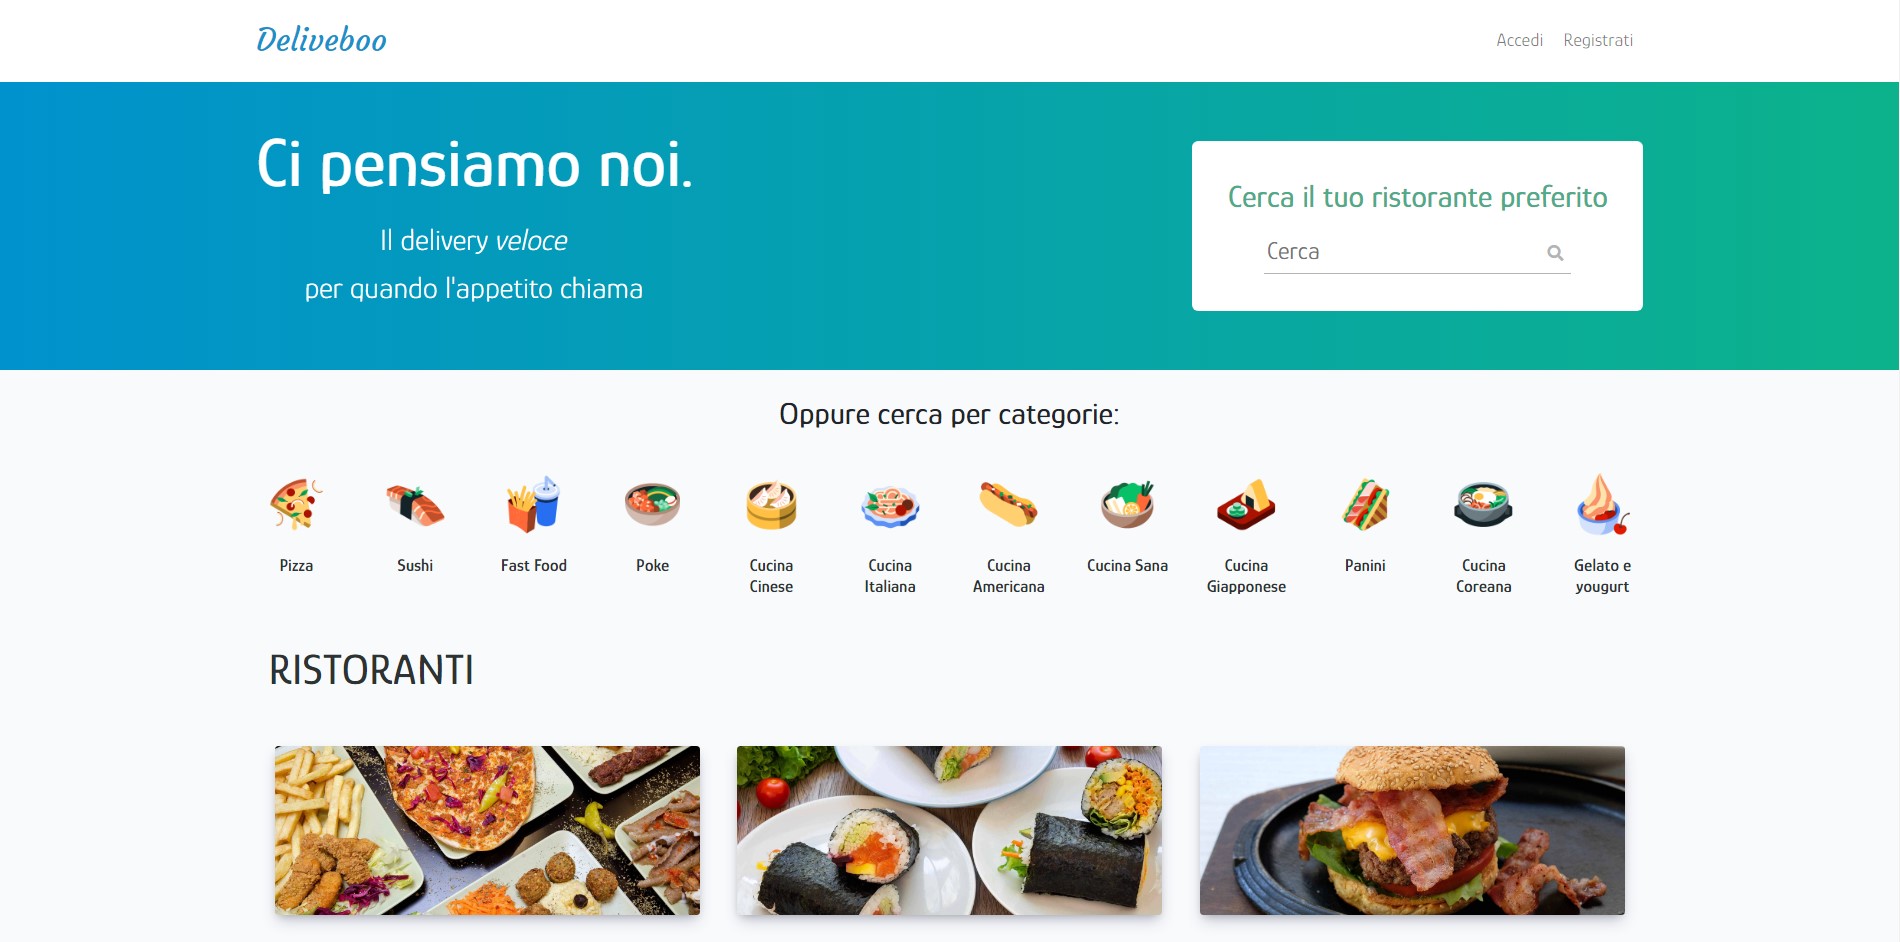 Deliveboo
Accedi
Registrati
Ci pensiamo noi.
Il delivery veloce
per quando l'appetito chiama
Cerca il tuo ristorante preferito
Cerca
Oppure cerca per categorie:
Pizza
Sushi
Fast Food
Poke
Cucina
Cinese
Cucina
Italiana
Cucina
Americana
Cucina Sana
Cucina
Giapponese
Panini
Cucina
Coreana
Gelato e
yougurt
RISTORANTI